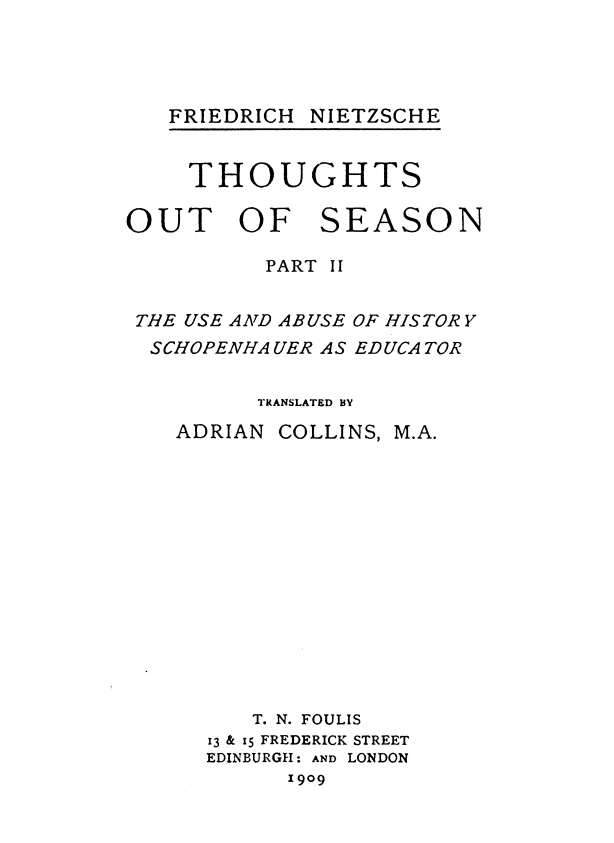 FRIEDRICH NIETZSCHE
THOUGHTS
OUT OF SEASON
PART II
THE USE AND ABUSE OF HISTORY
SCHOPENHAUER AS EDUCATOR
TRANSLATED BY
ADRIAN COLLINS, M.A.
T. N. FOULIS
13 & 15 FREDERICK STREET
EDINBURGH: AND LONDON
1909